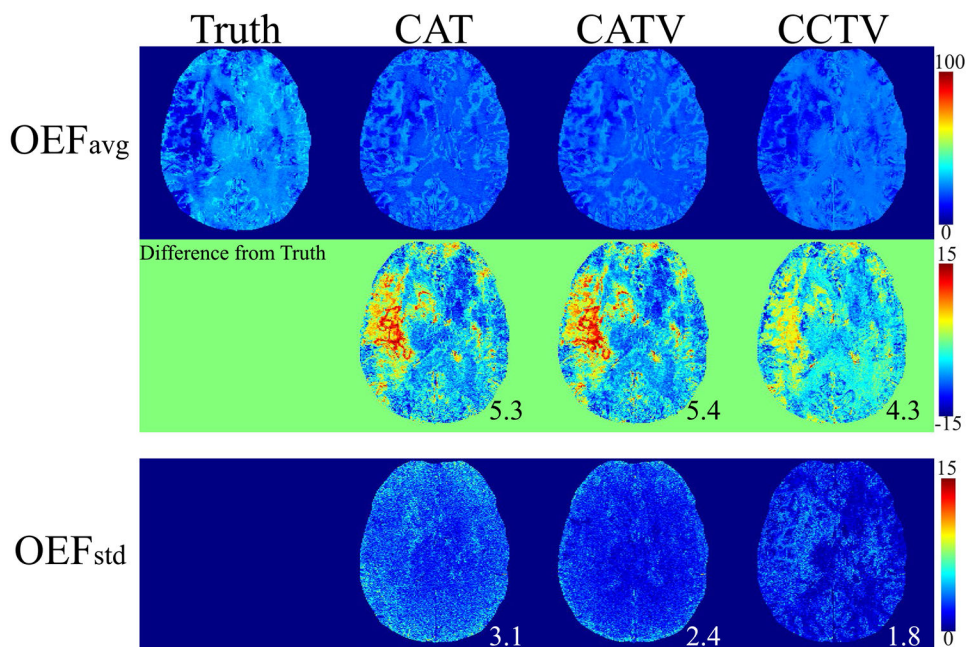 Truth CAT CATV CCTV
OEFavg
100
0
Difference from Truth
15
5.3 5.4 4.3
-15
OEFstd
15
3.1 2.4 1.8
0